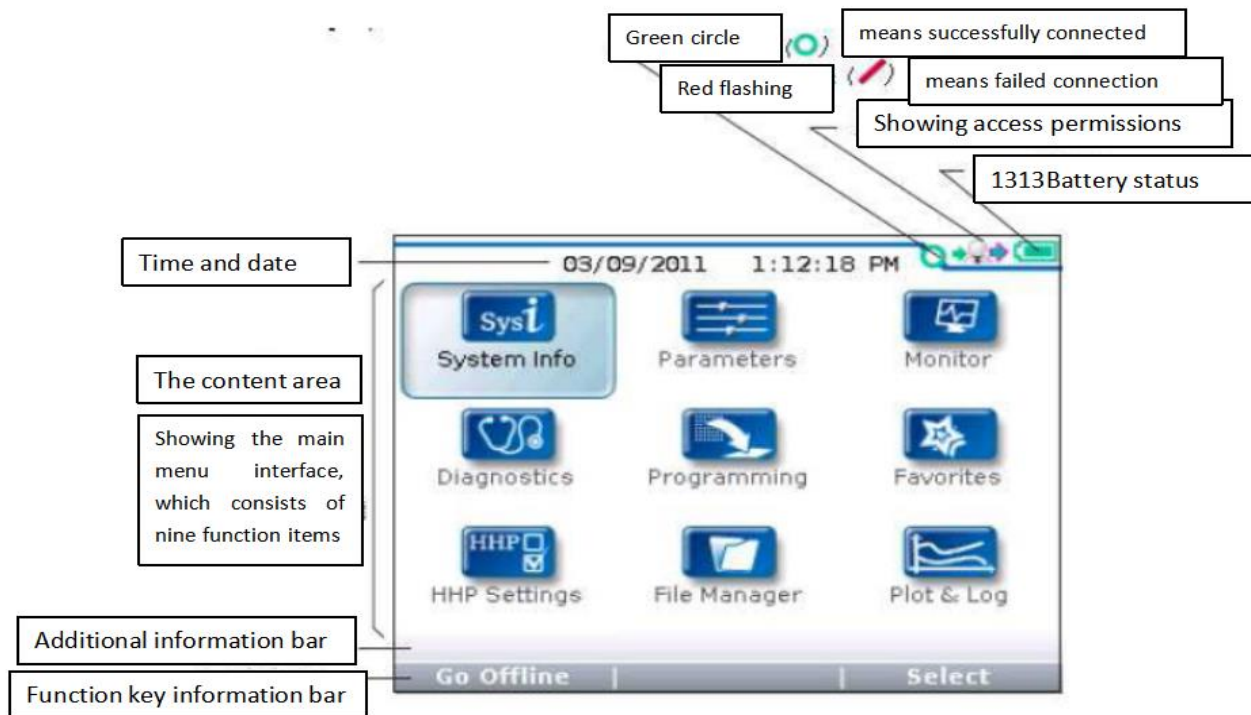 Green circle
means successfully connected
Red flashing
means failed connection
Showing access permissions
1313Battery status
Time and date
03/09/2011 1:12:18 PM
Sysi
System Info
Parameters
Monitor
The content area
Showing the main
menu interface,
which consists of
nine function items
Diagnostics
Programming
Favorites
HHP
HHP Settings
File Manager
Plot & Log
Additional information bar
Function key information bar
Go Offline
Select